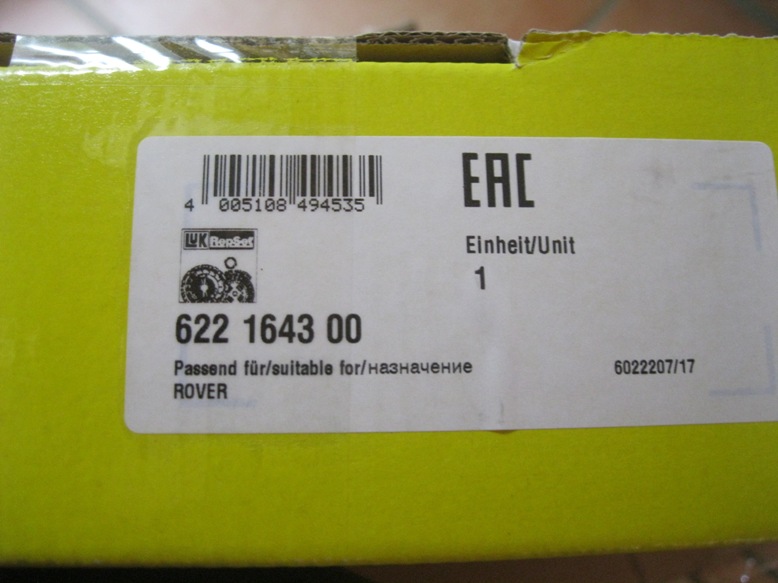 4 005108 494535
EAC
LUK RepSet
Einheit/Unit
1
622 1643 00
Passend für/suitable for/назначение
ROVER
6022207/17